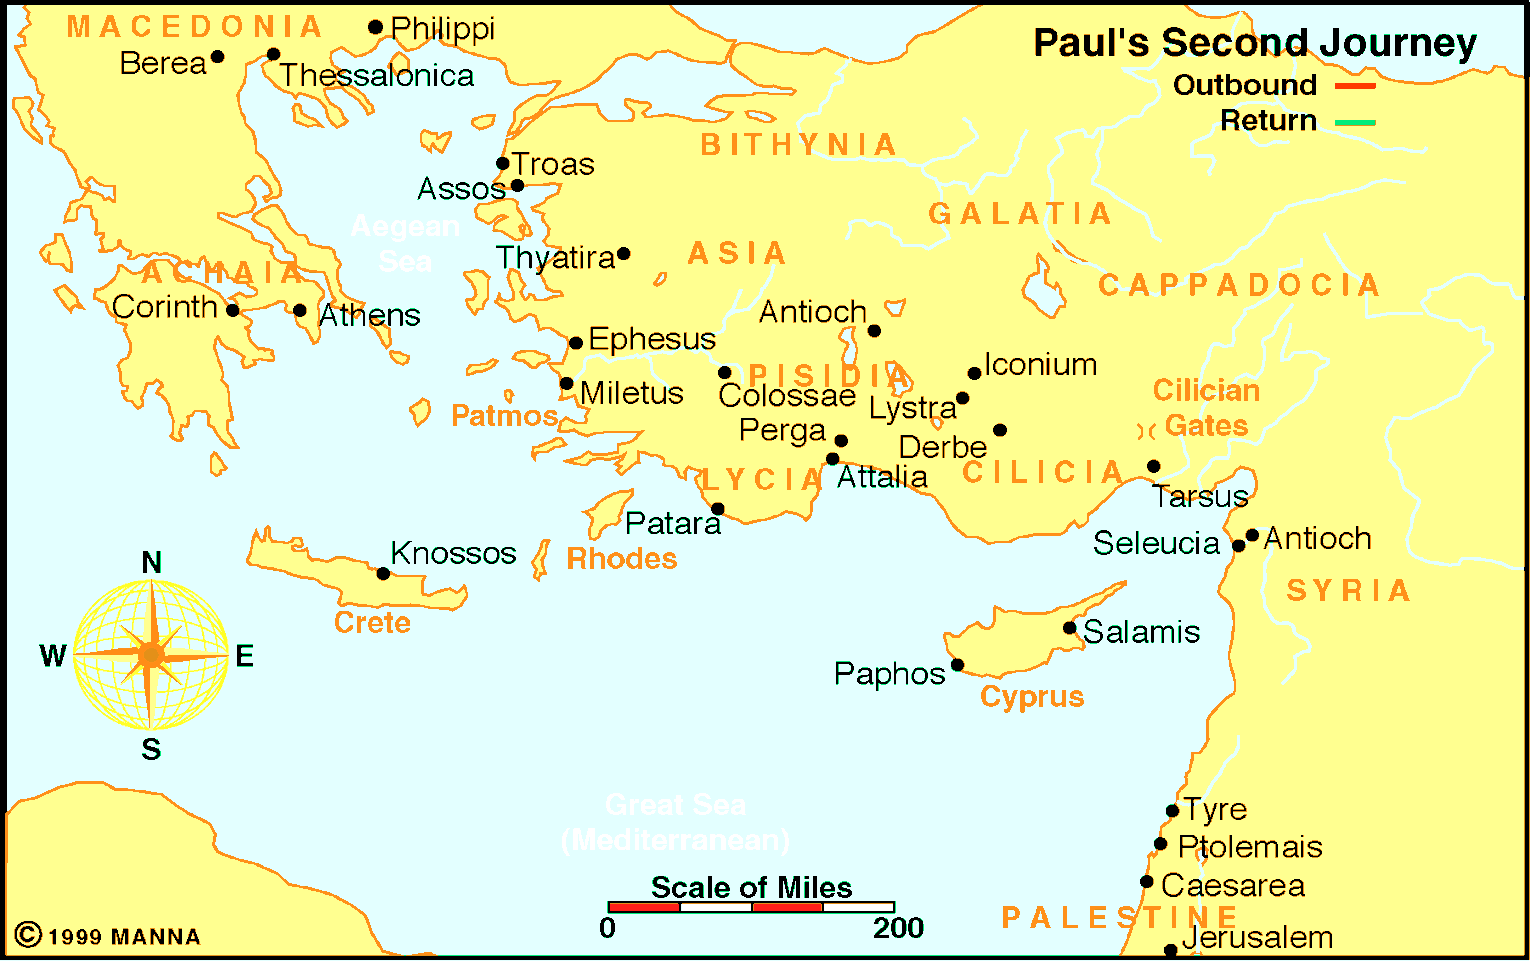 MACEDONIA
Philippi
Berea
Thessalonica
Paul's Second Journey
Outbound
Return
BITHYNIA
Troas
Assos
Aegean
Sea
GALATIA
Thyatira
ASIA
ACHAIA
CAPPADOCIA
Corinth
Athens
Antioch
Ephesus
Iconium
PISIDIA
Colossae
Miletus
Lystra
Cilician
Gates
Patmos
Perga
Derbe
LYCIA
Attalia
CILICIA
Tarsus
Patara
Seleucia
Antioch
Knossos
Rhodes
SYRIA
Crete
Salamis
Paphos
Cyprus
N
W
E
S
Great Sea
(Mediterranean)
Tyre
Ptolemais
Caesarea
PALESTINE
Jerusalem
Scale of Miles
0 200
© 1999 MANNA